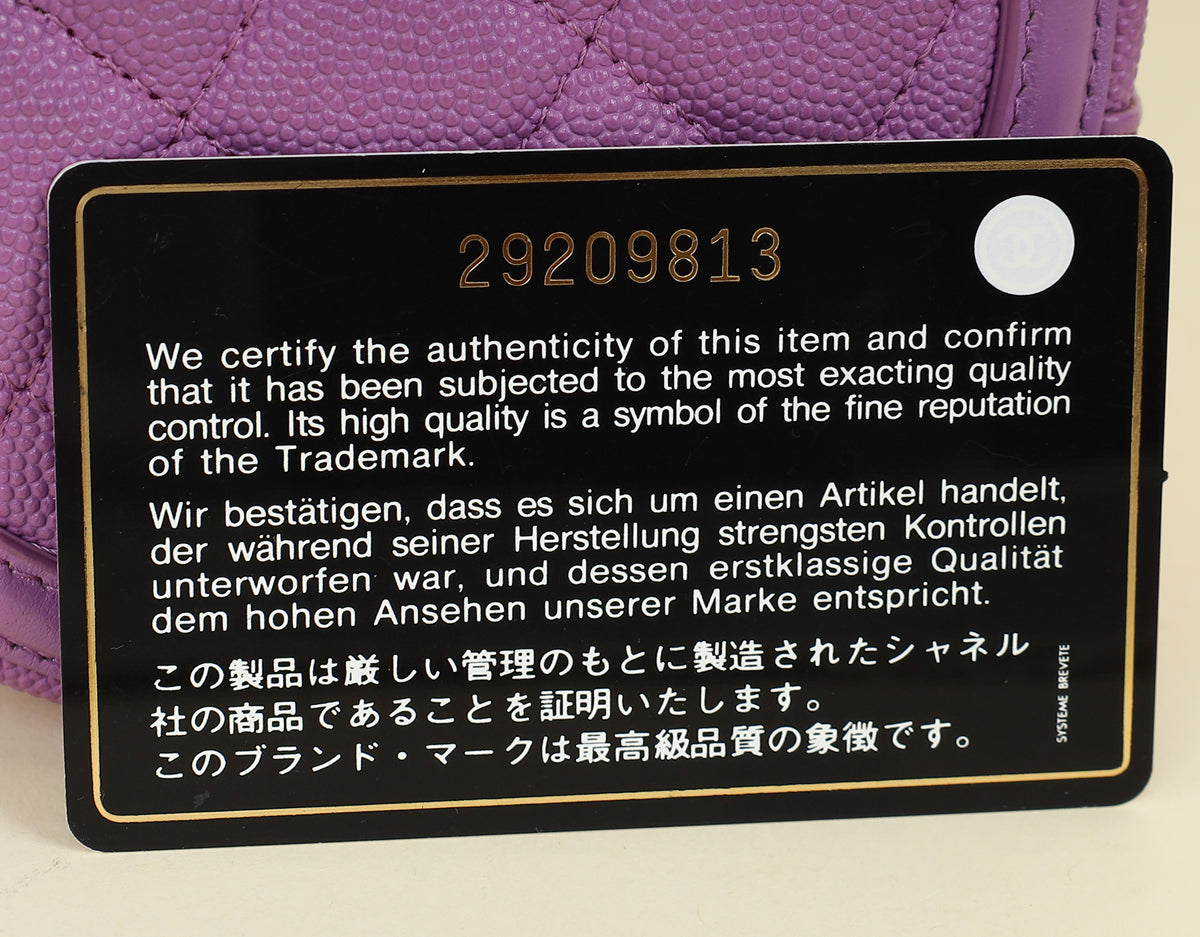 29209813
We certify the authenticity of this item and confirm
that it has been subjected to the most exacting quality
control. Its high quality is a symbol of the fine reputation
of the Trademark.
Wir bestätigen, dass es sich um einen Artikel handelt,
der während seiner Herstellung strengsten Kontrollen
unterworfen war, und dessen erstklassige Qualität
dem hohen Ansehen unserer Marke entspricht.
この製品は厳しい管理のもとに製造されたシャネル
社の商品であることを証明いたします。
このブランド・マークは最高級品質の象徴です。
SYSTEME BREVETE